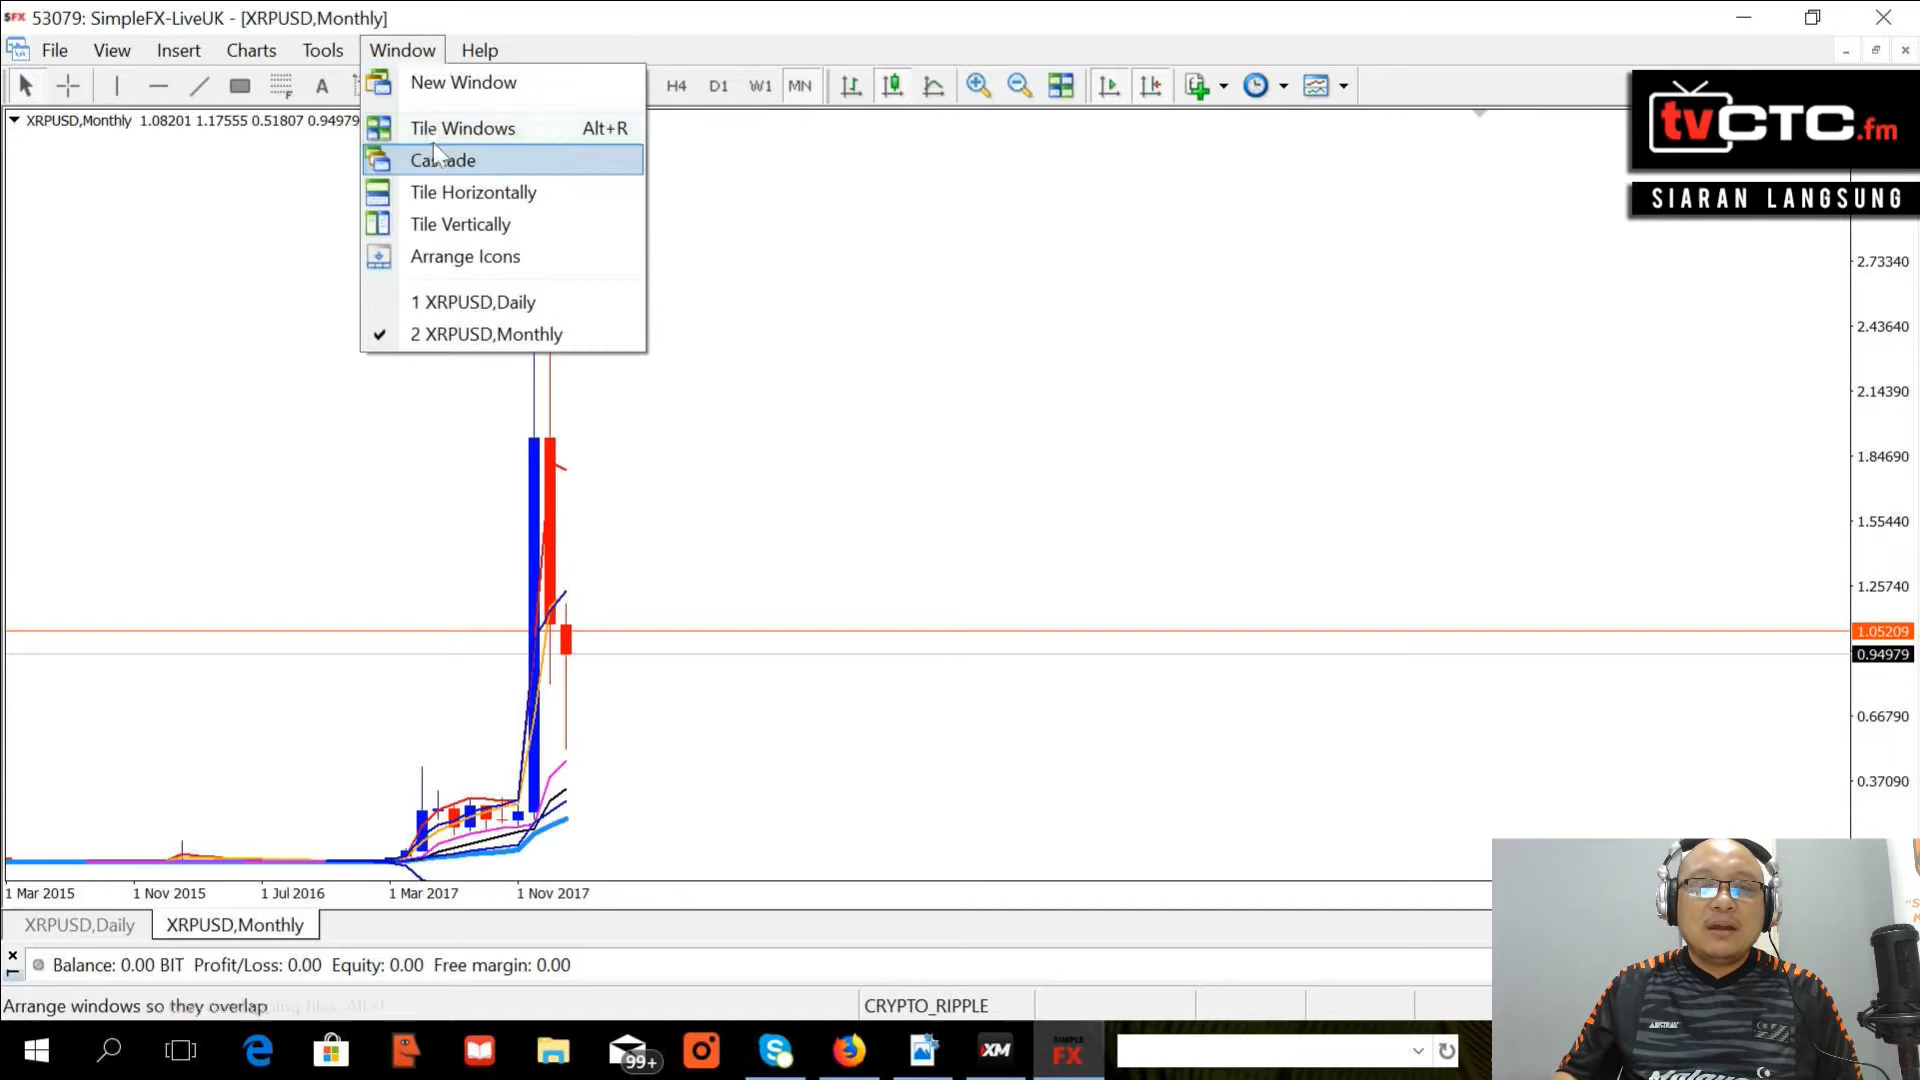 SFX 53079: SimpleFX-LiveUK - [XRPUSD,Monthly]
File View Insert Charts Tools Window Help
A H4 D1 W1 MN
XRPUSD,Monthly 1.08201 1.17555 0.51807 0.94979
New Window
Tile Windows Alt+R
Cascade
Tile Horizontally
Tile Vertically
Arrange Icons
1 XRPUSD,Daily
2 XRPUSD,Monthly
tvCTC.fm
SIARAN LANGSUNG
2.73340
2.43640
2.14390
1.84690
1.55440
1.25740
1.05209
0.94979
0.66790
0.37090
1 Mar 2015 1 Nov 2015 1 Jul 2016 1 Mar 2017 1 Nov 2017
XRPUSD,Daily XRPUSD,Monthly
Balance: 0.00 BIT Profit/Loss: 0.00 Equity: 0.00 Free margin: 0.00
Arrange windows so they overlap
CRYPTO_RIPPLE
99+
XM
SIMPLE
FX
Malaysia